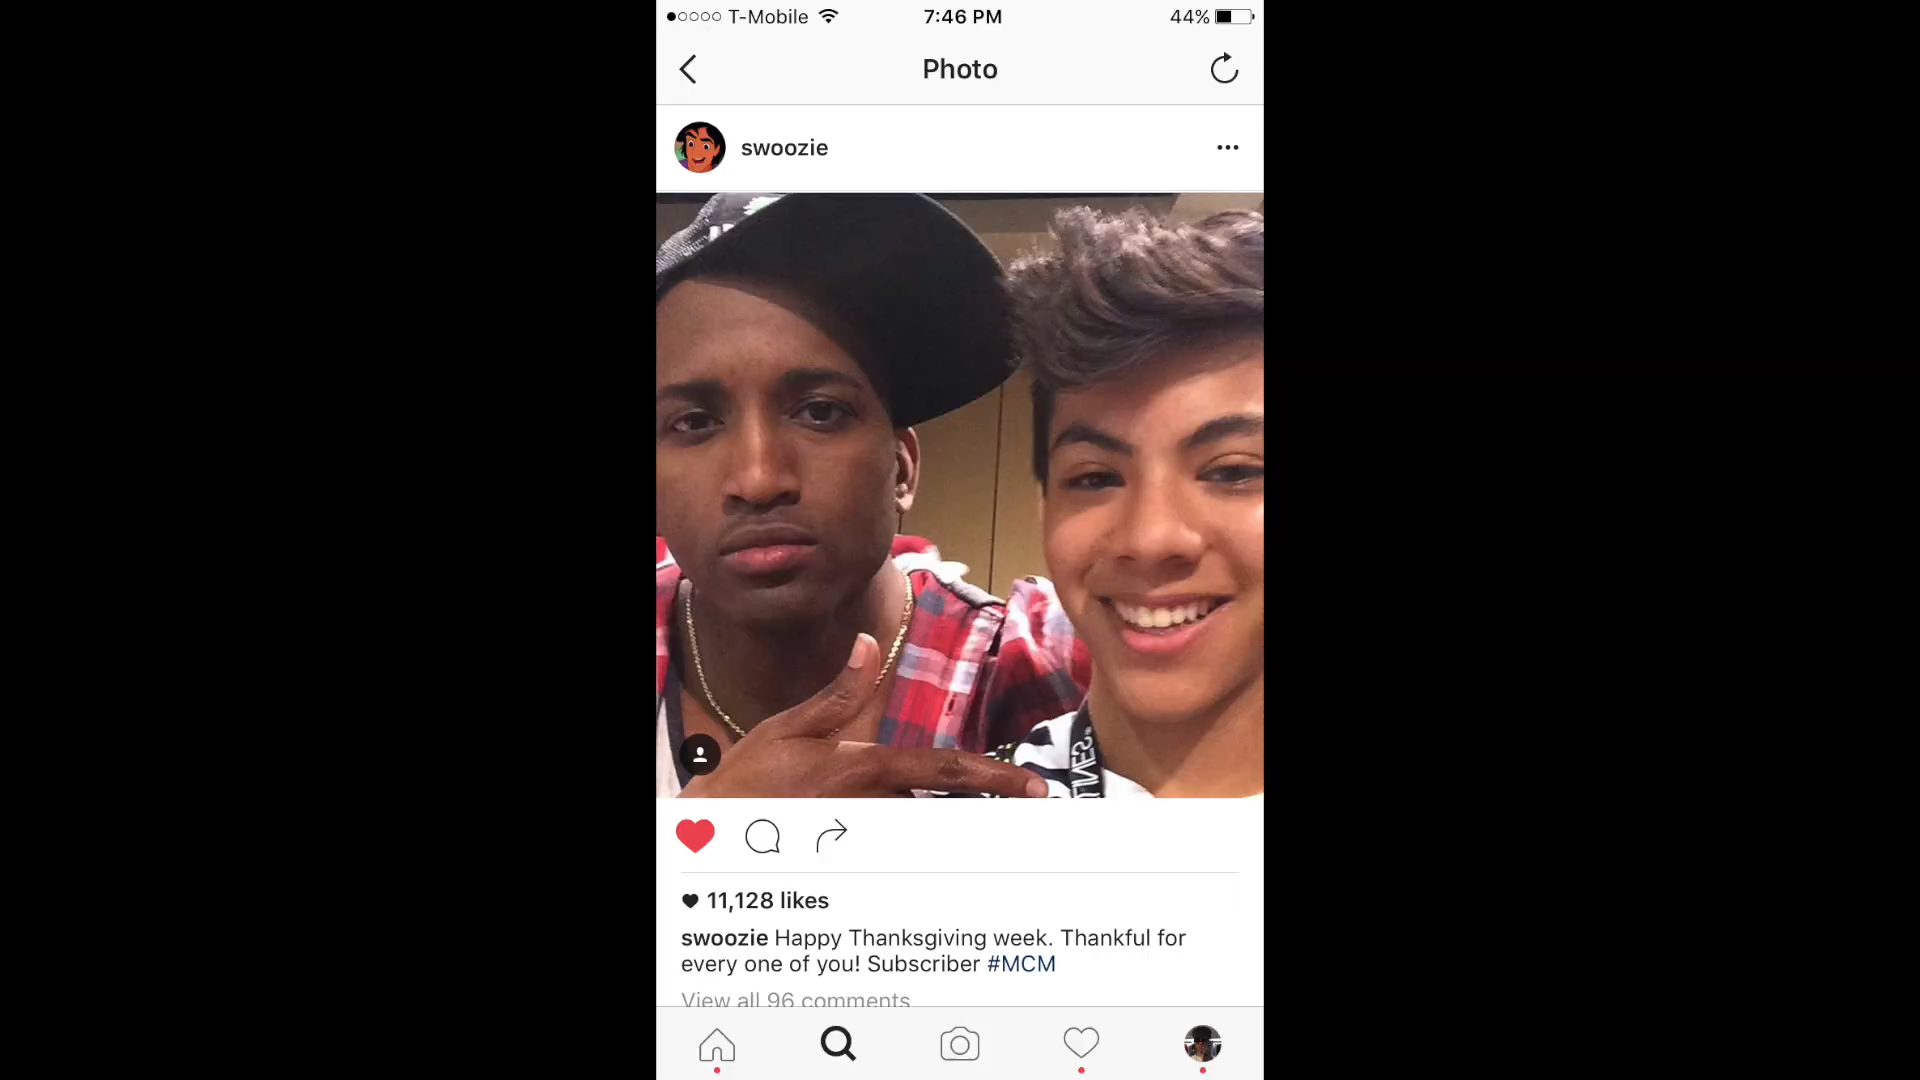 T-Mobile 7:46 PM 44%
Photo
swoozie
11,128 likes
swoozie Happy Thanksgiving week. Thankful for
every one of you! Subscriber #MCM
View all 96 comments